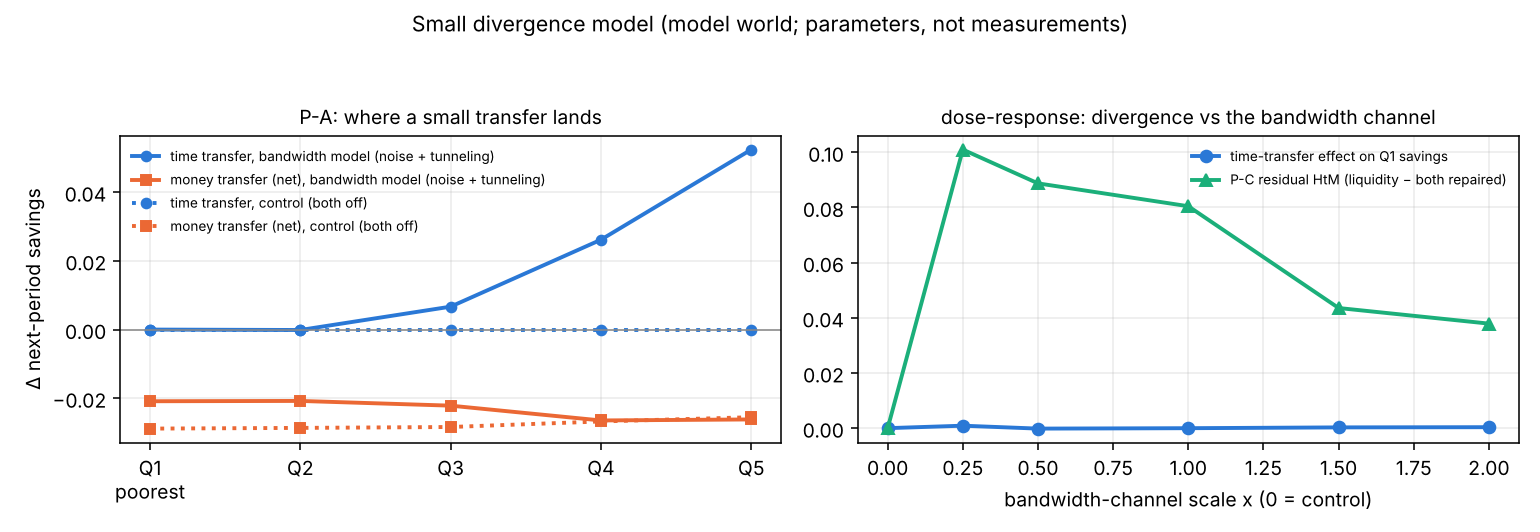 Small divergence model (model world; parameters, not measurements)
P-A: where a small transfer lands
time transfer, bandwidth model (noise + tunneling)
money transfer (net), bandwidth model (noise + tunneling)
time transfer, control (both off)
money transfer (net), control (both off)
Δ next-period savings
0.04
0.02
0.00
−0.02
Q1
poorest
Q2
Q3
Q4
Q5
dose-response: divergence vs the bandwidth channel
time-transfer effect on Q1 savings
P-C residual HtM (liquidity − both repaired)
0.10
0.08
0.06
0.04
0.02
0.00
0.00 0.25 0.50 0.75 1.00 1.25 1.50 1.75 2.00
bandwidth-channel scale x (0 = control)